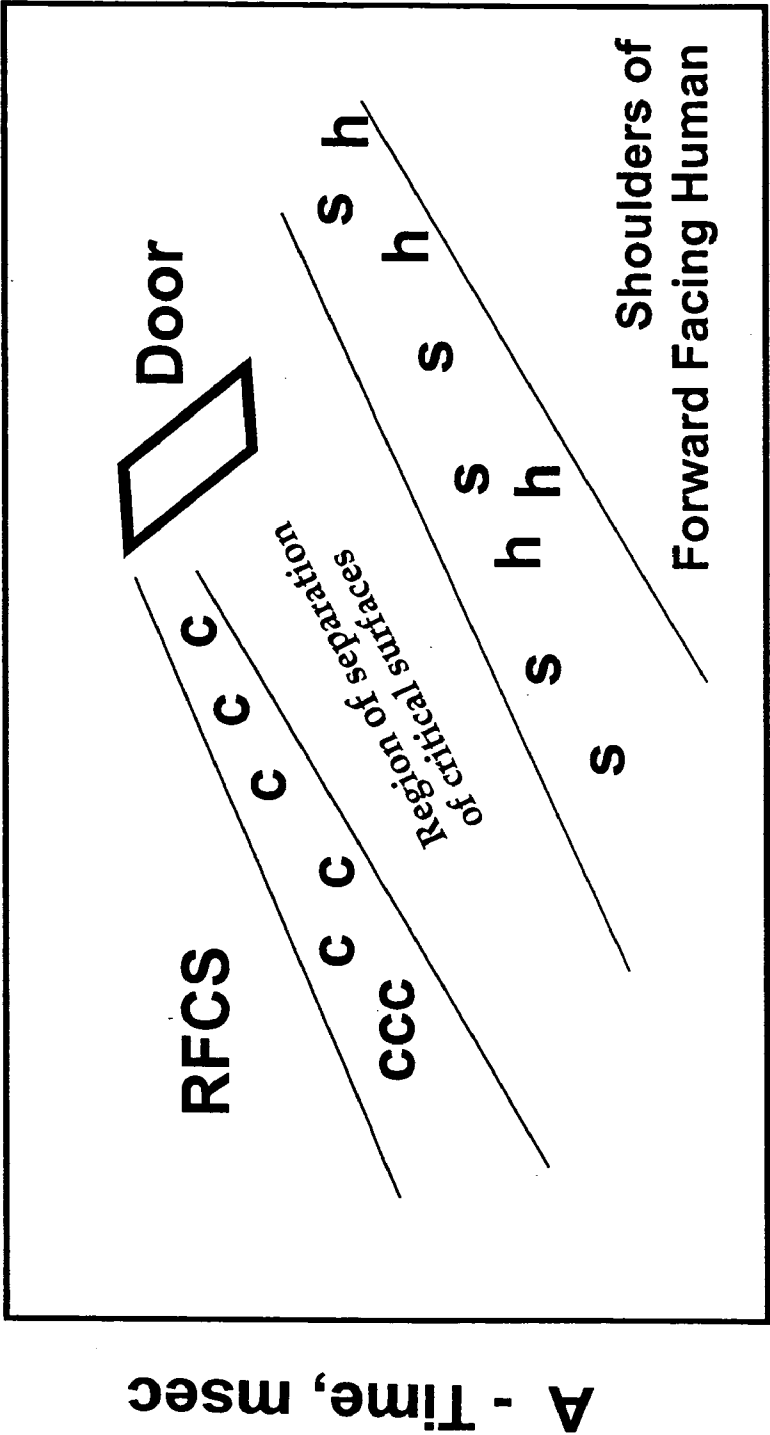 A - Time, msec
Door
RFCS
c
c
c
c c
ccc
Region of separation
of critical surfaces
s h
h
s
s
h h
s
s
Shoulders of
Forward Facing Human